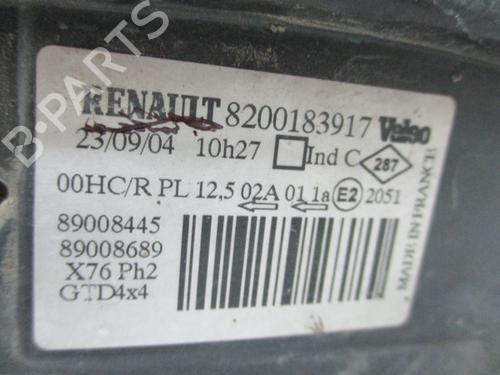 RENAULT 8200183917 Valeo
23/09/04 10h27 Ind C 287
00HC/R PL 12,5 02A 01 1a E2 2051
89008445
89008689
X76 Ph2
GTD4x4
MADE IN FRANCE
B-PARTS